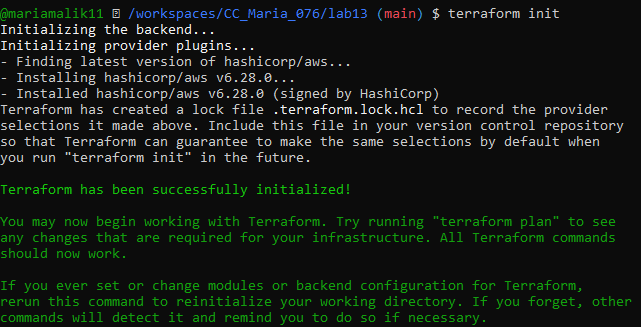 @mariamalik11 /workspaces/CC_Maria_076/lab13 (main) $ terraform init
Initializing the backend...
Initializing provider plugins...
- Finding latest version of hashicorp/aws...
- Installing hashicorp/aws v6.28.0...
- Installed hashicorp/aws v6.28.0 (signed by HashiCorp)
Terraform has created a lock file .terraform.lock.hcl to record the provider
selections it made above. Include this file in your version control repository
so that Terraform can guarantee to make the same selections by default when
you run "terraform init" in the future.
Terraform has been successfully initialized!
You may now begin working with Terraform. Try running "terraform plan" to see
any changes that are required for your infrastructure. All Terraform commands
should now work.
If you ever set or change modules or backend configuration for Terraform,
rerun this command to reinitialize your working directory. If you forget, other
commands will detect it and remind you to do so if necessary.